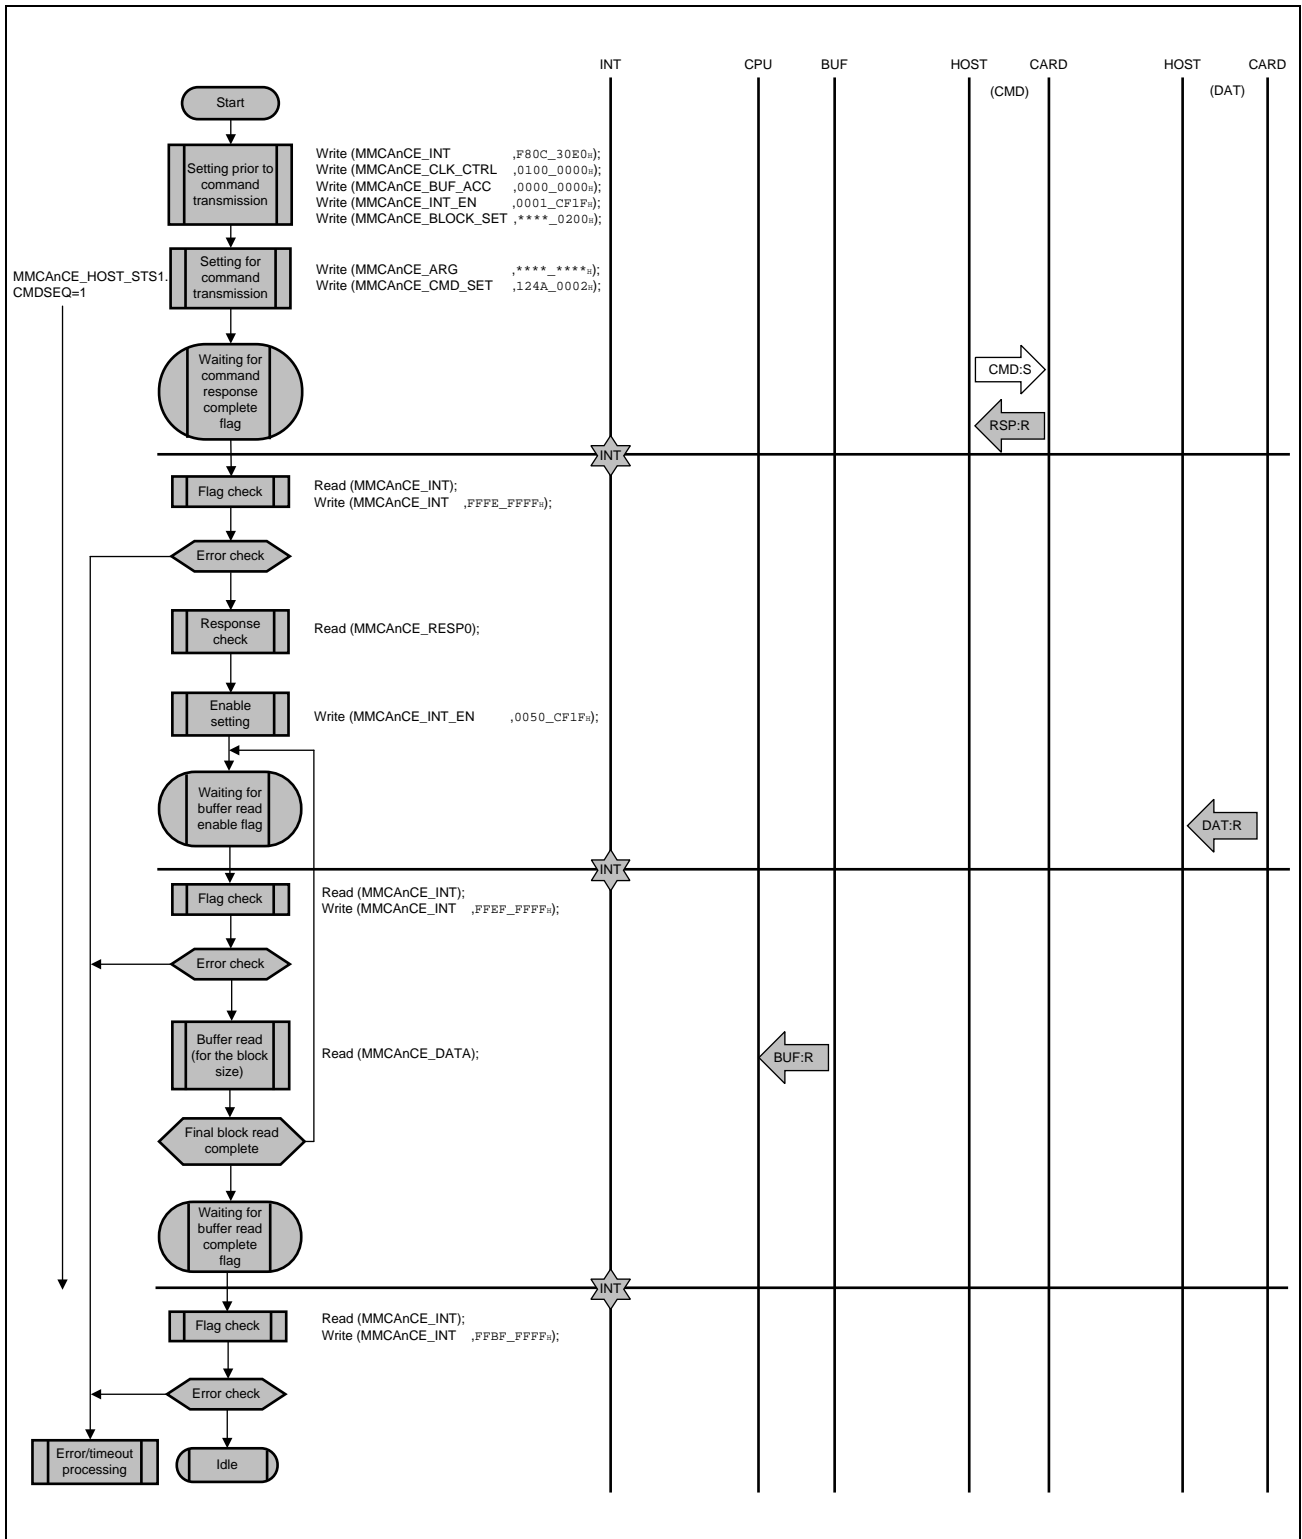 INT CPU BUF HOST CARD HOST CARD
(CMD) (DAT)
Start
Setting prior to
command
transmission
Write (MMCAnCE_INT ,F80C_30E0H);
Write (MMCAnCE_CLK_CTRL ,0100_0000H);
Write (MMCAnCE_BUF_ACC ,0000_0000H);
Write (MMCAnCE_INT_EN ,0001_CF1FH);
Write (MMCAnCE_BLOCK_SET ,****_0200H);
MMCAnCE_HOST_STS1.
CMDSEQ=1
Setting for
command
transmission
Write (MMCAnCE_ARG ,****_****H);
Write (MMCAnCE_CMD_SET ,124A_0002H);
Waiting for
command
response
complete
flag
CMD:S
RSP:R
INT
Flag check
Read (MMCAnCE_INT);
Write (MMCAnCE_INT ,FFFE_FFFFH);
Error check
Response
check
Read (MMCAnCE_RESP0);
Enable
setting
Write (MMCAnCE_INT_EN ,0050_CF1FH);
Waiting for
buffer read
enable flag
DAT:R
INT
Flag check
Read (MMCAnCE_INT);
Write (MMCAnCE_INT ,FFEF_FFFFH);
Error check
Buffer read
(for the block
size)
Read (MMCAnCE_DATA);
BUF:R
Final block read
complete
Waiting for
buffer read
complete
flag
INT
Flag check
Read (MMCAnCE_INT);
Write (MMCAnCE_INT ,FFBF_FFFFH);
Error check
Error/timeout
processing
Idle